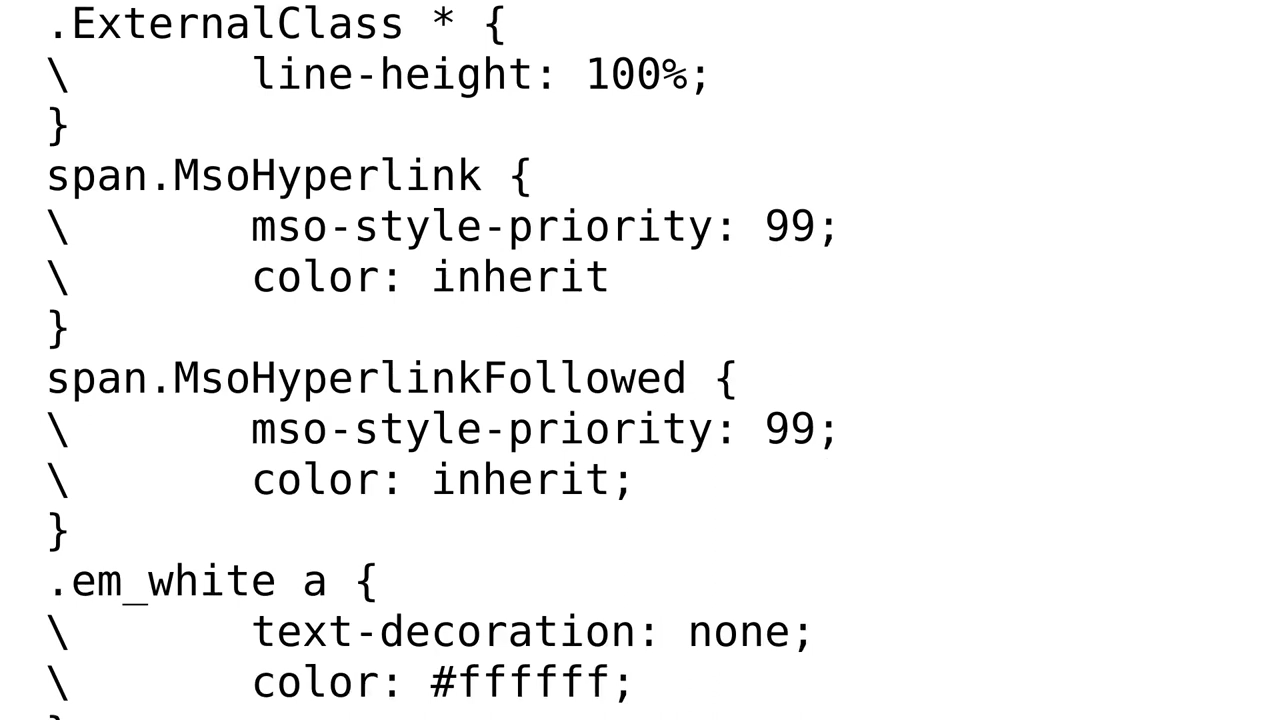 .ExternalClass * {
\       line-height: 100%;
}
span.MsoHyperlink {
\       mso-style-priority: 99;
\       color: inherit
}
span.MsoHyperlinkFollowed {
\       mso-style-priority: 99;
\       color: inherit;
}
.em_white a {
\       text-decoration: none;
\       color: #ffffff;
}